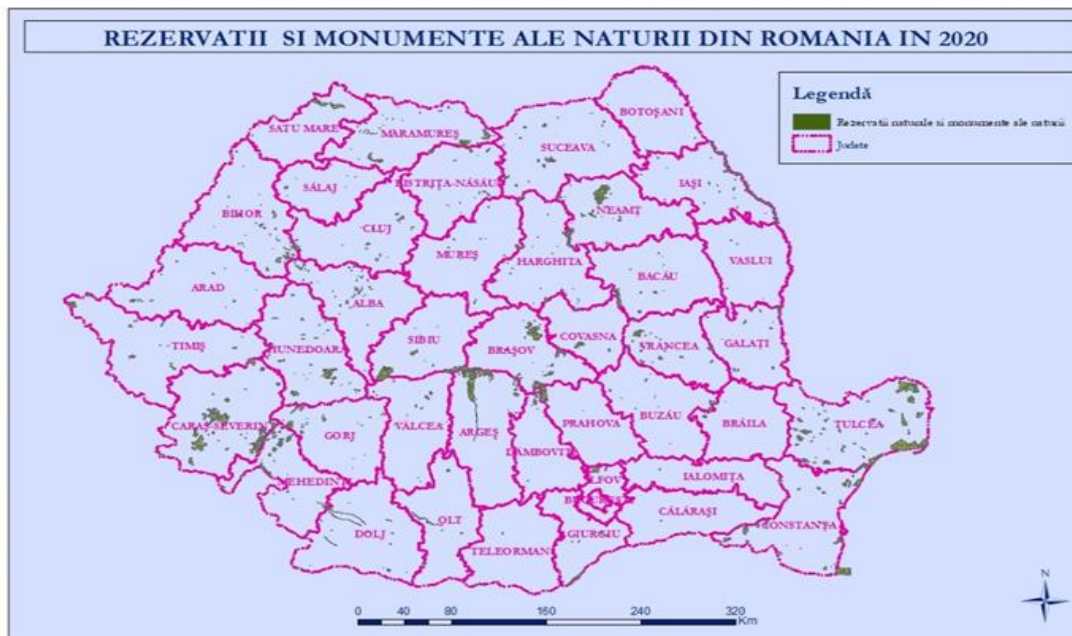 REZERVATII SI MONUMENTE ALE NATURII DIN ROMANIA IN 2020
Legendă
Rezervatii naturale si monumente ale naturii
Judete
BOTOȘANI
SATU MARE
MARAMUREȘ
SUCEAVA
SĂLAJ
BISTRIȚA-NĂSĂUD
IAȘI
NEAMȚ
BIHOR
CLUJ
MUREȘ
HARGHITA
BACĂU
VASLUI
ARAD
ALBA
TIMIȘ
HUNEDOARA
SIBIU
BRAȘOV
COVASNA
VRANCEA
GALAȚI
CARAȘ-SEVERIN
GORJ
VÂLCEA
ARGEȘ
DÂMBOVIȚA
PRAHOVA
BUZĂU
BRĂILA
TULCEA
EHEDINȚ
LFOV
IALOMIȚA
CĂLĂRAȘI
CONSTANȚA
DOLJ
OLT
TELEORMAN
GIURGIU
N
0 40 80 160 240 320
Km